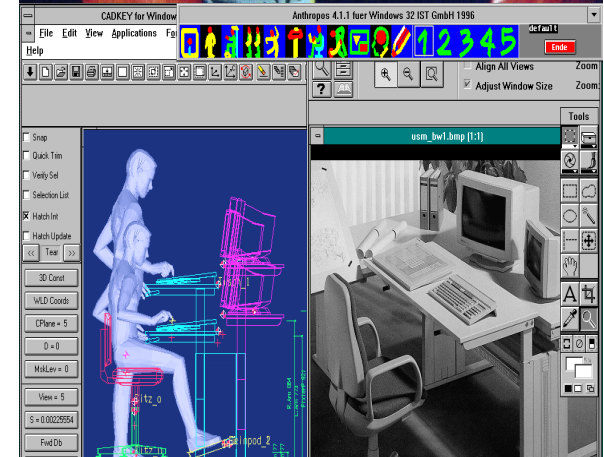 CADKEY for Window
Anthropos 4.1.1 fuer Windows 32 IST GmbH 1996
File Edit View Applications
Help
1 2 3 4 5
default
Ende
Align All Views
Zoom
Adjust Window Size
Zoom:
Tools
usm_bw1.bmp (1:1)
Snap
Quick Trim
Verify Sel
Selection List
Hatch Int
Hatch Update
<< Tear >>
3D Const
WLD Coords
CPlane = 5
D = 0
MskLev = 0
View = 5
S = 0.00225554
Fwd Db
A